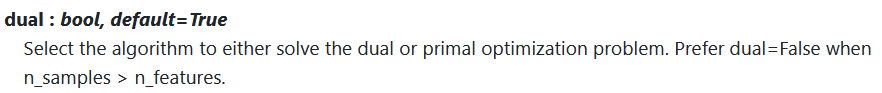 dual : bool, default=True
Select the algorithm to either solve the dual or primal optimization problem. Prefer dual=False when
n_samples > n_features.